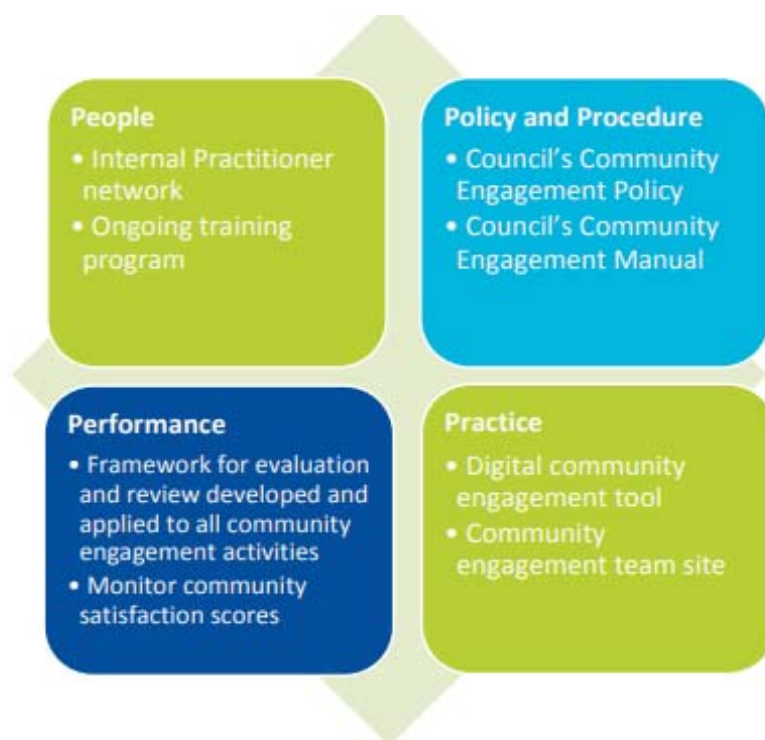 People
• Internal Practitioner
network
• Ongoing training
program
Policy and Procedure
• Council's Community
Engagement Policy
• Council's Community
Engagement Manual
Performance
• Framework for evaluation
and review developed and
applied to all community
engagement activities
• Monitor community
satisfaction scores
Practice
• Digital community
engagement tool
• Community
engagement team site